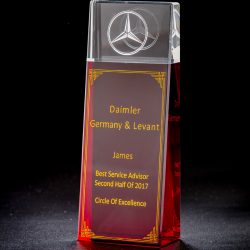 Daimler
Germany & Levant
James
Best Service Advisor
Second Half Of 2017
Circle Of Excellence